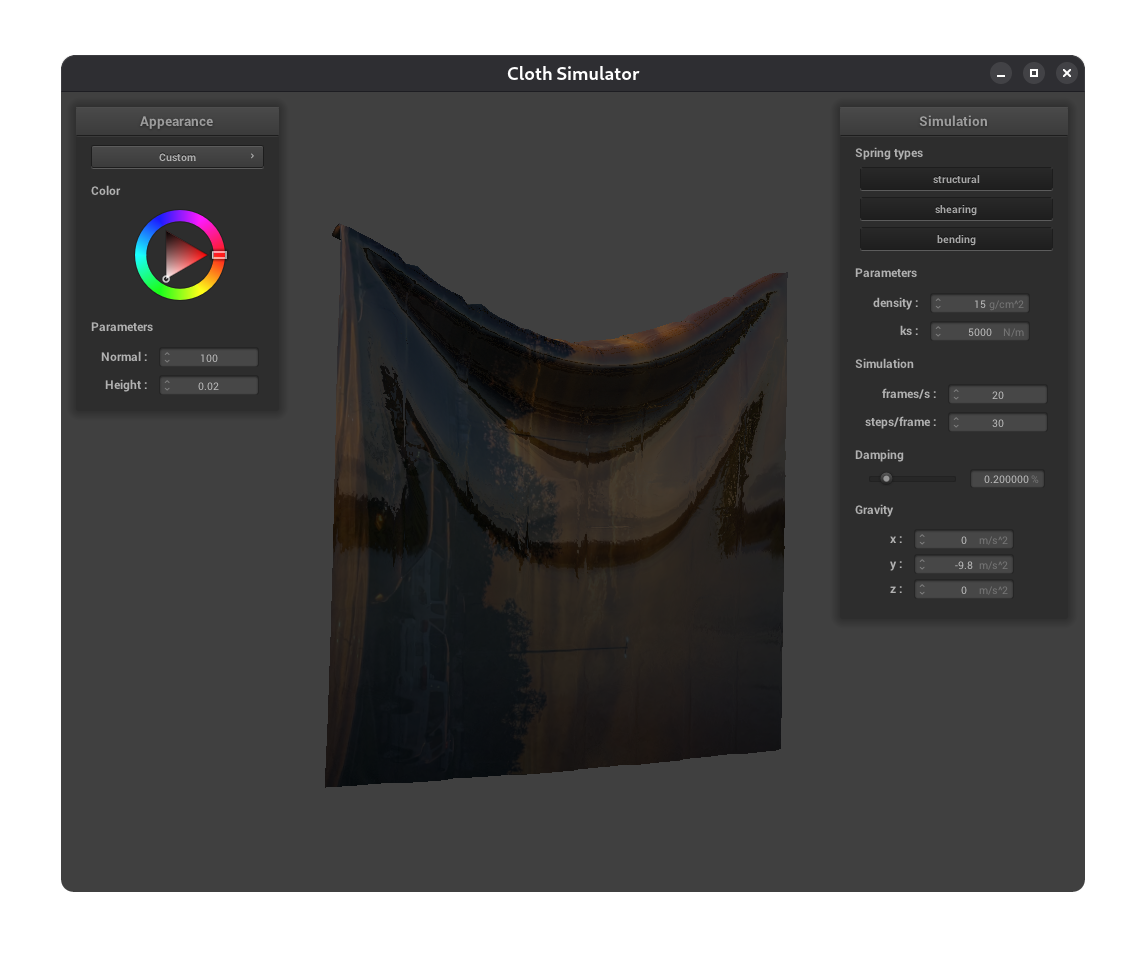 Cloth Simulator
Appearance
Custom
Color
Parameters
Normal : 100
Height : 0.02
Simulation
Spring types
structural
shearing
bending
Parameters
density : 15 g/cm^2
ks : 5000 N/m
Simulation
frames/s : 20
steps/frame : 30
Damping
0.200000 %
Gravity
x : 0 m/s^2
y : -9.8 m/s^2
z : 0 m/s^2